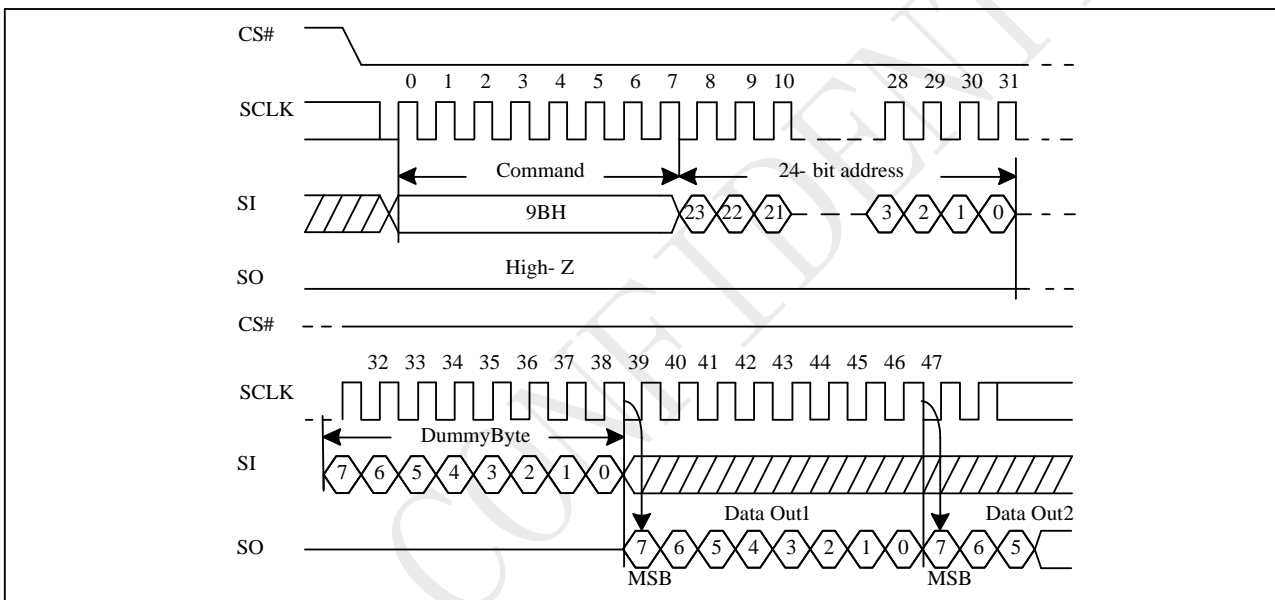 CS#
0 1 2 3 4 5 6 7 8 9 10 28 29 30 31
SCLK
Command 24- bit address
SI 9BH 23 22 21 3 2 1 0
High- Z
SO
CS#
32 33 34 35 36 37 38 39 40 41 42 43 44 45 46 47
SCLK
DummyByte
SI 7 6 5 4 3 2 1 0
Data Out1 Data Out2
SO 7 6 5 4 3 2 1 0 7 6 5
MSB MSB
CONFIDENT